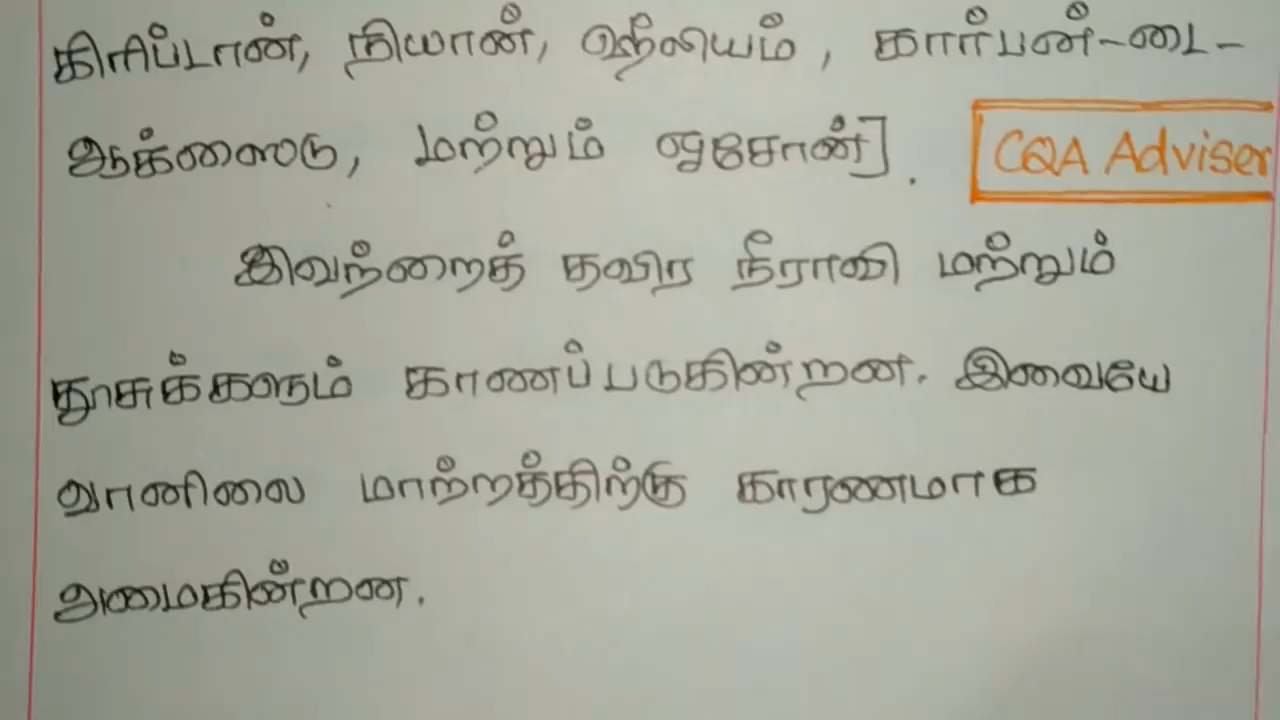 கிரிப்டான், நியான், ஹீலியம், கார்பன்-டை-
ஆக்ஸைடு, மற்றும் ஓசோன்].
CQA Adviser
இவற்றைத் தவிர நீராவி மற்றும்
தூசுக்களும் காணப்படுகின்றன. இவையே
வானிலை மாற்றத்திற்கு காரணமாக
அமைகின்றன.